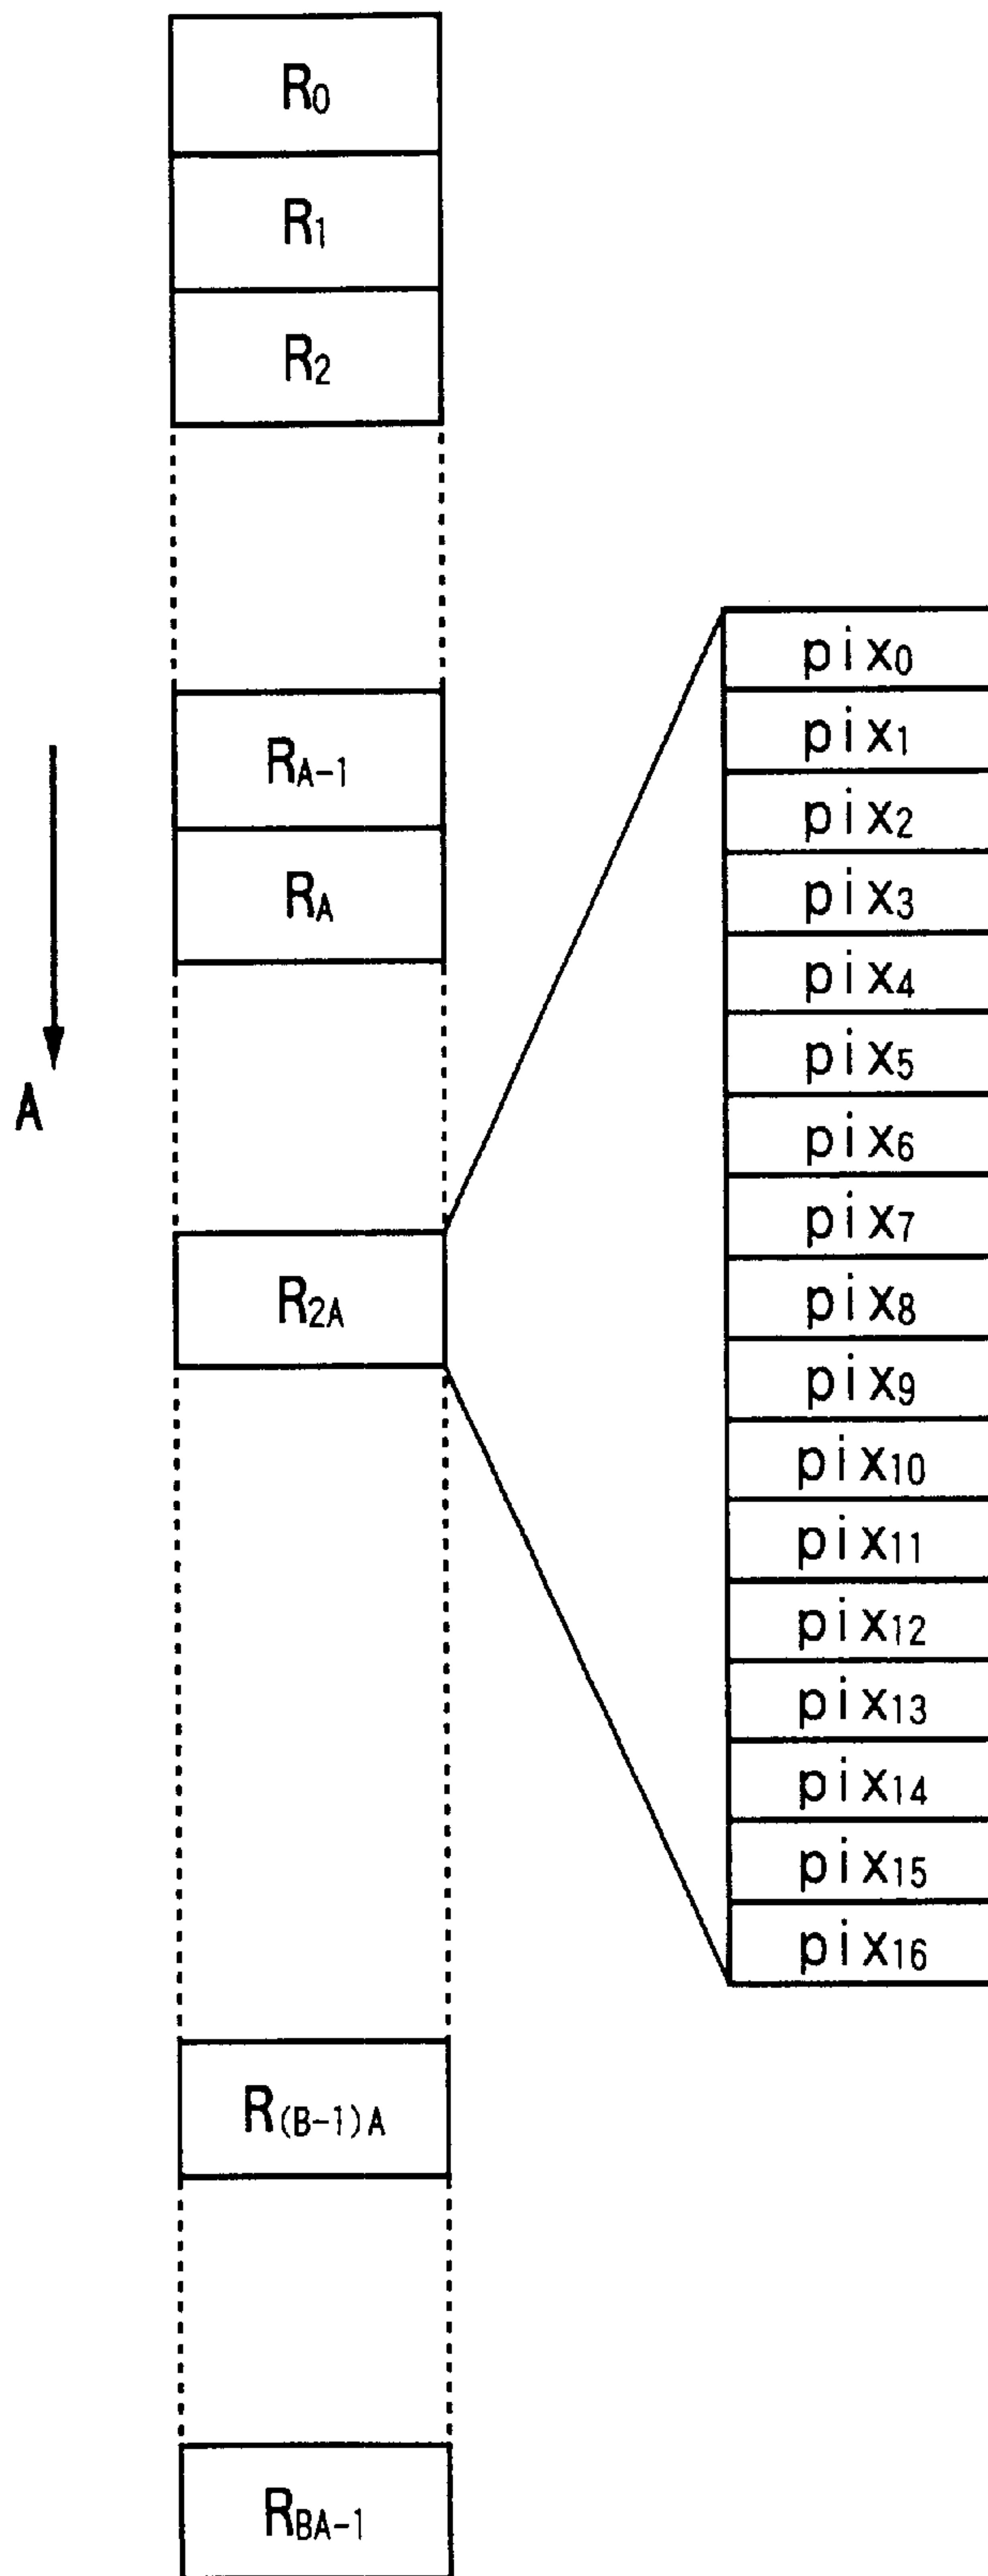 R0
R1
R2
RA-1
RA
A
R2A
R(B-1)A
RBA-1
pix0
pix1
pix2
pix3
pix4
pix5
pix6
pix7
pix8
pix9
pix10
pix11
pix12
pix13
pix14
pix15
pix16